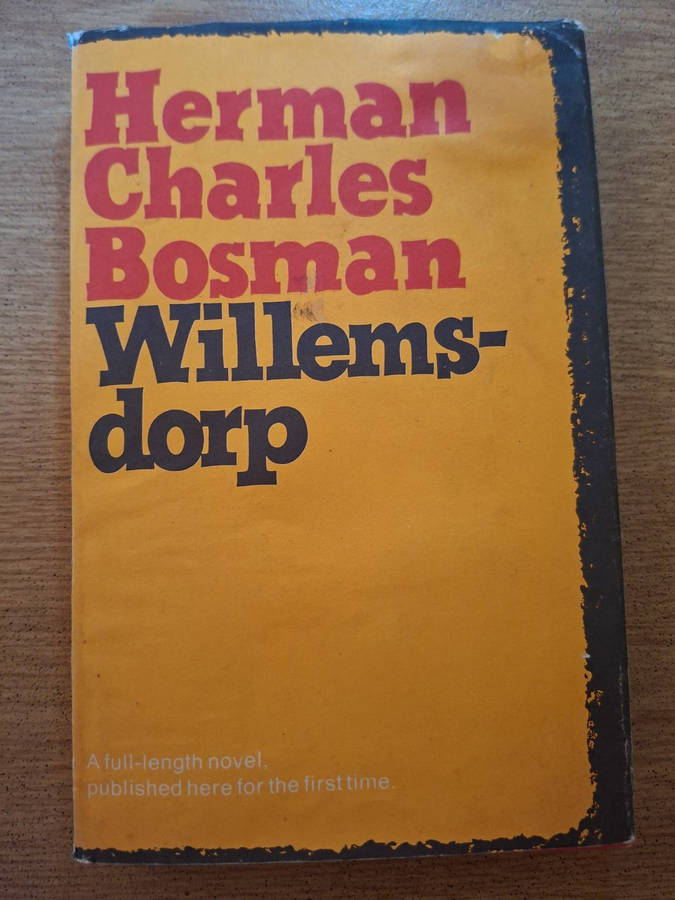 Herman
Charles
Bosman
Willems-
dorp
A full-length novel,
published here for the first time.